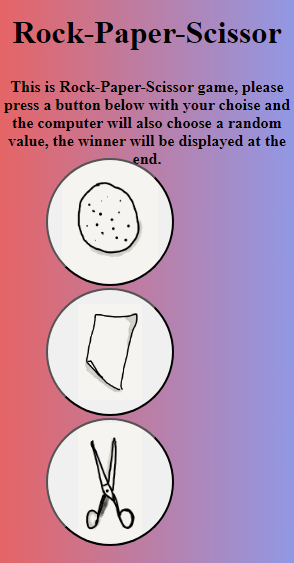 Rock-Paper-Scissor
This is Rock-Paper-Scissor game, please
press a button below with your choise and
the computer will also choose a random
value, the winner will be displayed at the
end.